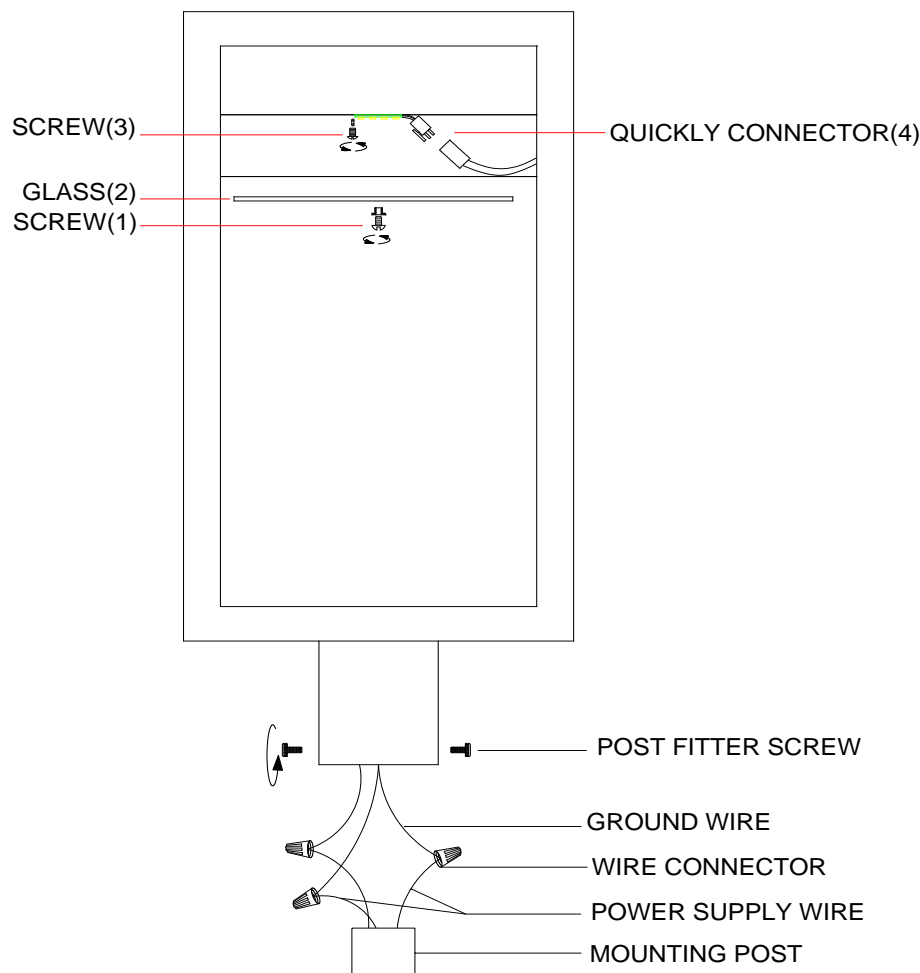 SCREW(3)
QUICKLY CONNECTOR(4)
GLASS(2)
SCREW(1)
POST FITTER SCREW
GROUND WIRE
WIRE CONNECTOR
POWER SUPPLY WIRE
MOUNTING POST